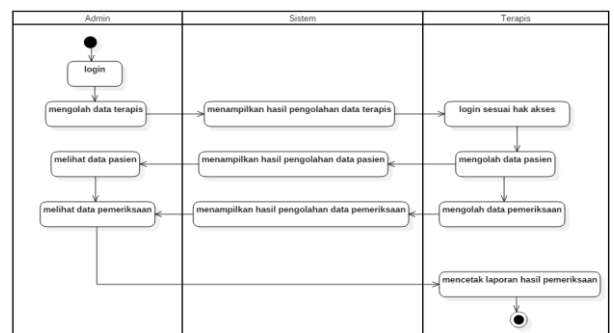 Admin
Sistem
Terapis
login
mengolah data terapis
menampilkan hasil pengolahan data terapis
login sesuai hak akses
melihat data pasien
menampilkan hasil pengolahan data pasien
mengolah data pasien
melihat data pemeriksaan
menampilkan hasil pengolahan data pemeriksaan
mengolah data pemeriksaan
mencetak laporan hasil pemeriksaan